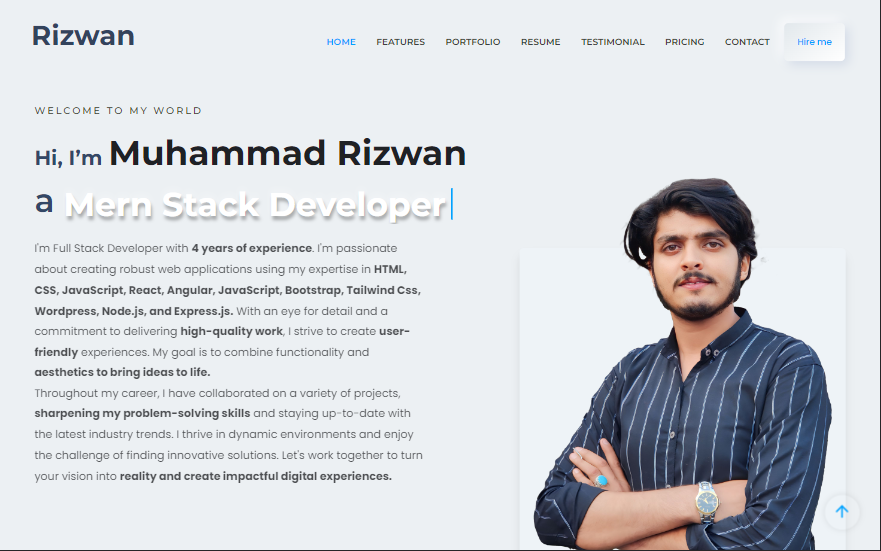 Rizwan
HOME FEATURES PORTFOLIO RESUME TESTIMONIAL PRICING CONTACT Hire me
WELCOME TO MY WORLD
Hi, I’m Muhammad Rizwan
a Mern Stack Developer
I'm Full Stack Developer with 4 years of experience. I'm passionate
about creating robust web applications using my expertise in HTML,
CSS, JavaScript, React, Angular, JavaScript, Bootstrap, Tailwind Css,
Wordpress, Node.js, and Express.js. With an eye for detail and a
commitment to delivering high-quality work, I strive to create user-
friendly experiences. My goal is to combine functionality and
aesthetics to bring ideas to life.
Throughout my career, I have collaborated on a variety of projects,
sharpening my problem-solving skills and staying up-to-date with
the latest industry trends. I thrive in dynamic environments and enjoy
the challenge of finding innovative solutions. Let's work together to turn
your vision into reality and create impactful digital experiences.